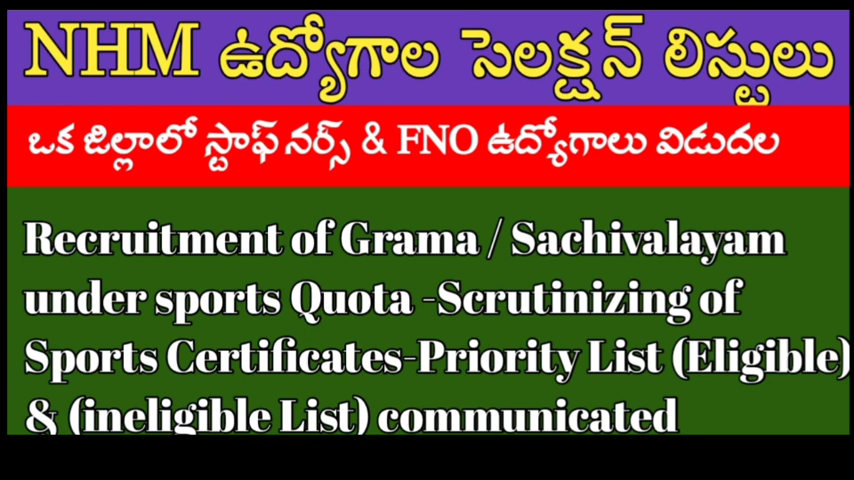 NHM ఉద్యోగాల సెలక్షన్ లిస్టులు
ఒక జిల్లాలో స్టాఫ్ నర్స్ & FNO ఉద్యోగాలు విడుదల
Recruitment of Grama / Sachivalayam
under sports Quota -Scrutinizing of
Sports Certificates-Priority List (Eligible)
& (ineligible List) communicated